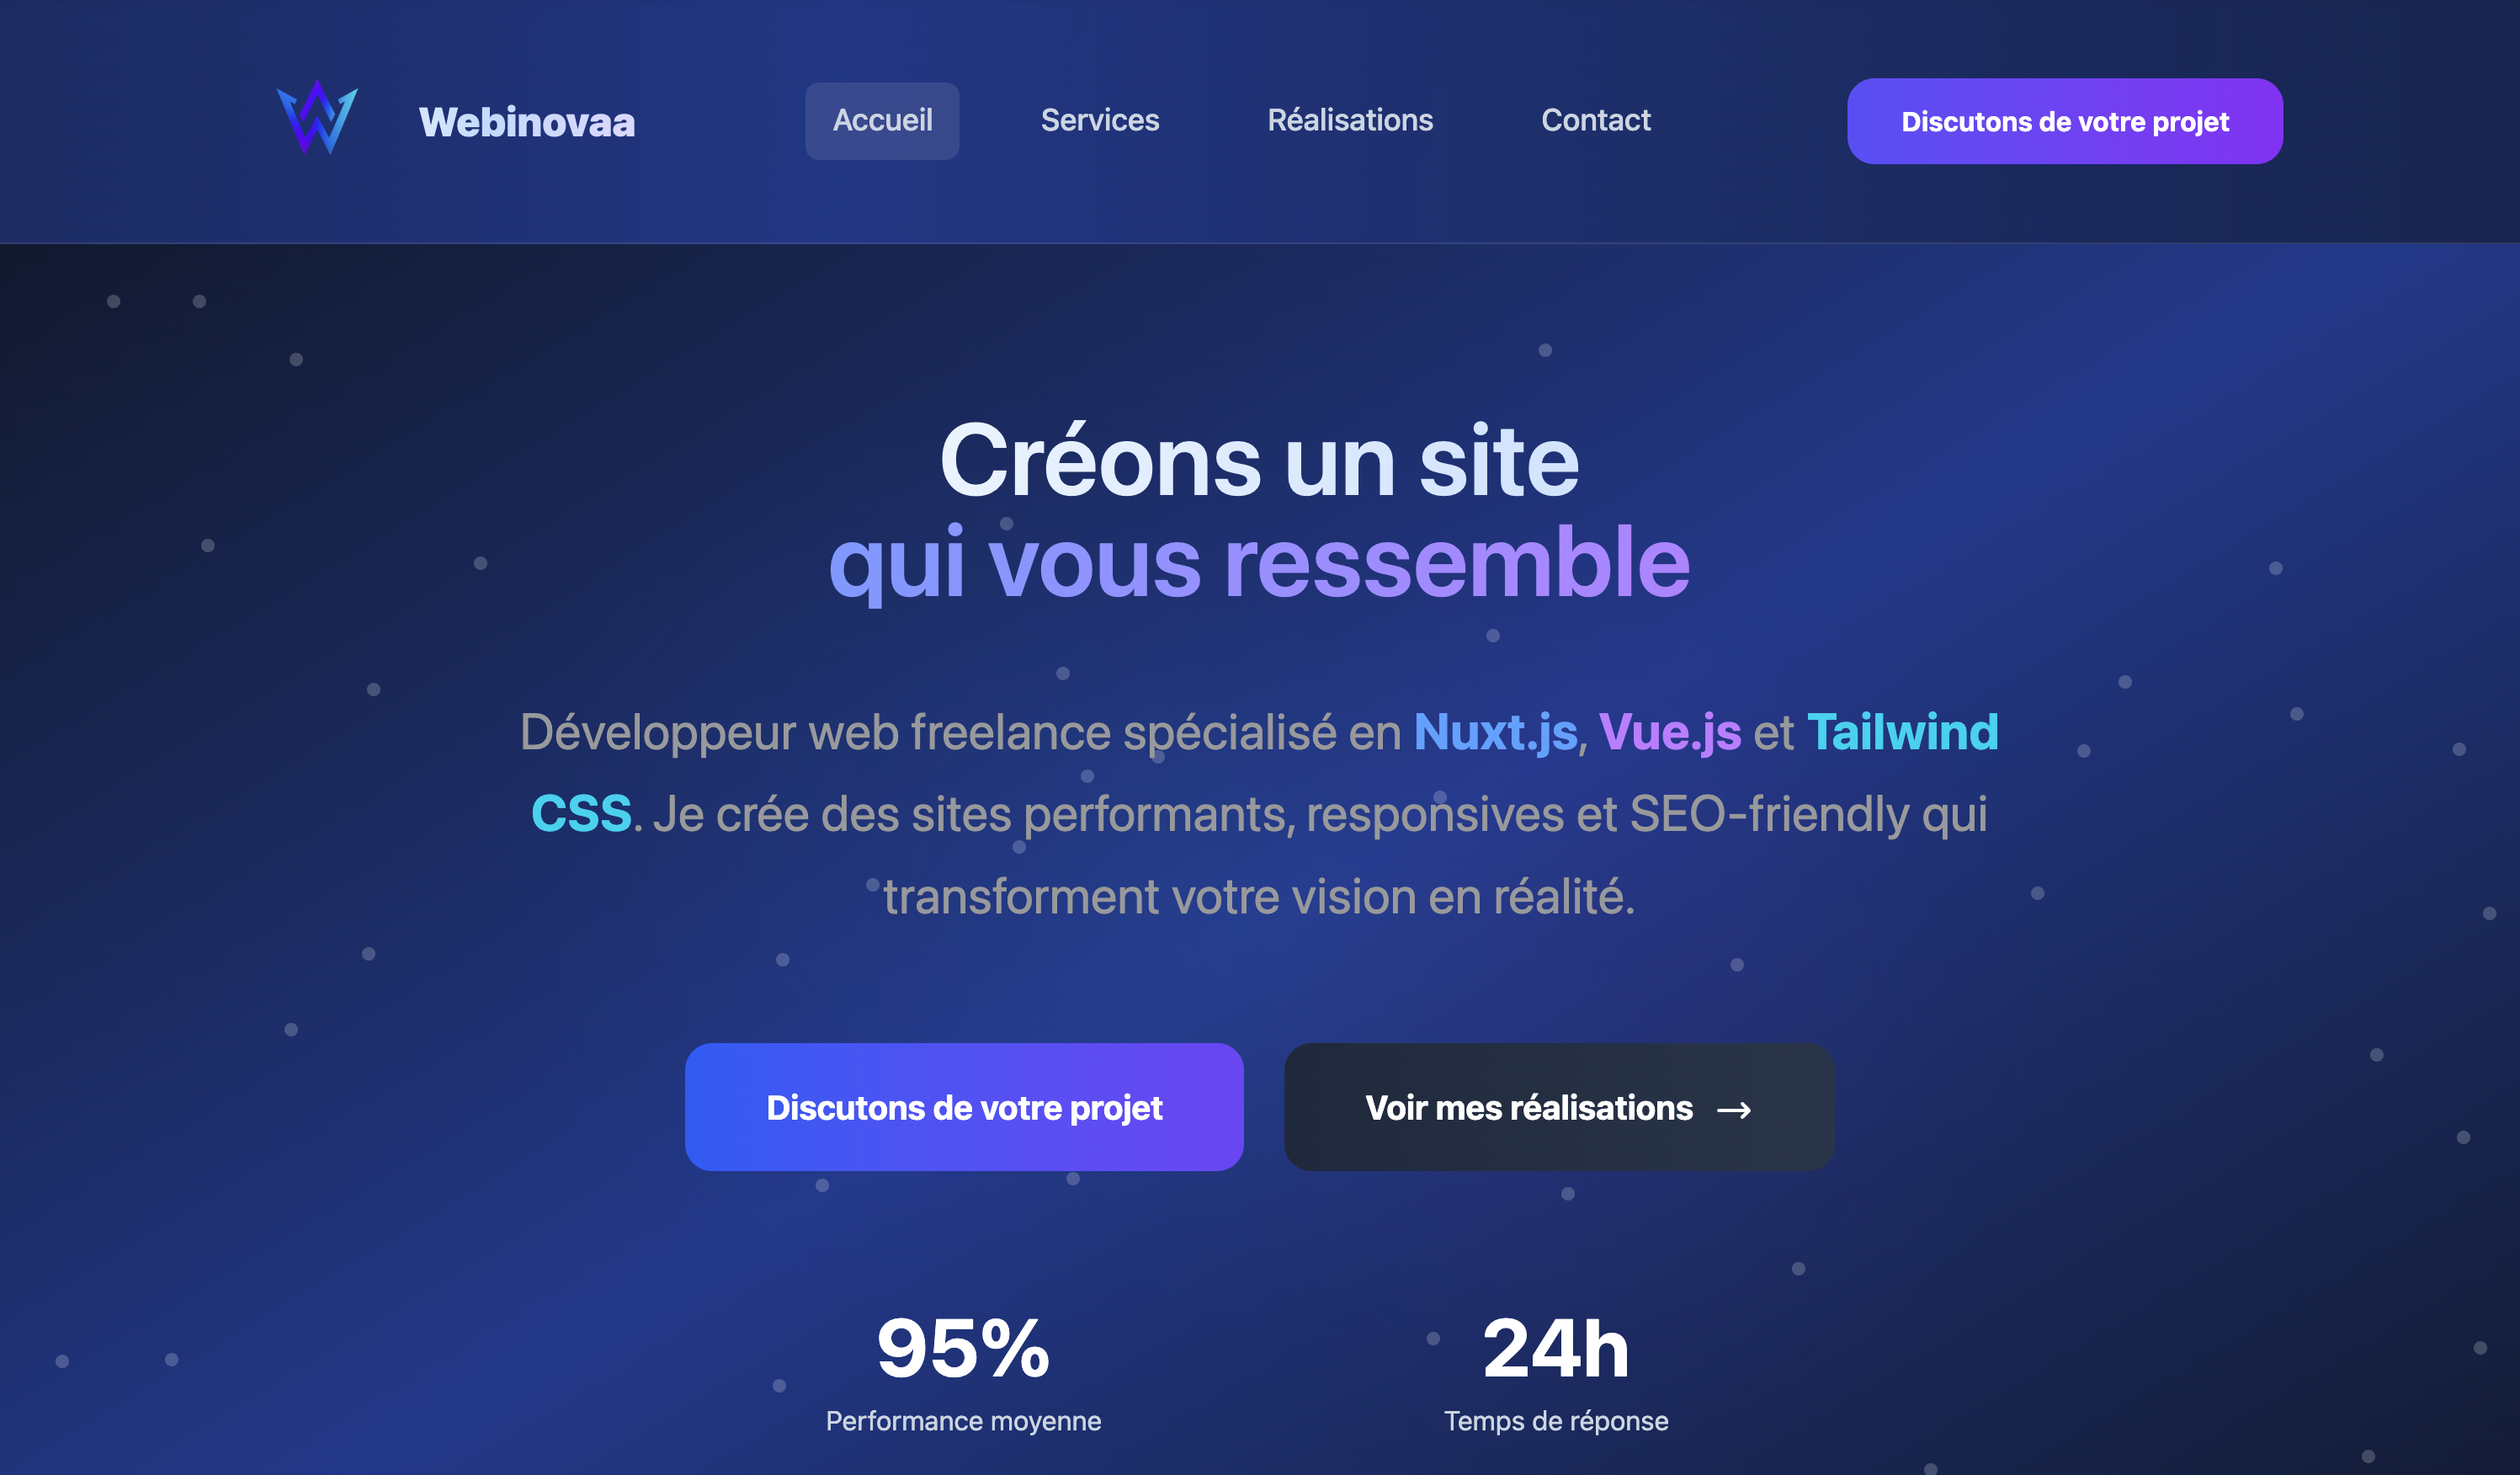 Webinovaa
Accueil
Services
Réalisations
Contact
Discutons de votre projet
Créons un site
qui vous ressemble
Développeur web freelance spécialisé en Nuxt.js, Vue.js et Tailwind
CSS. Je crée des sites performants, responsives et SEO-friendly qui
transforment votre vision en réalité.
Discutons de votre projet
Voir mes réalisations →
95%
Performance moyenne
24h
Temps de réponse